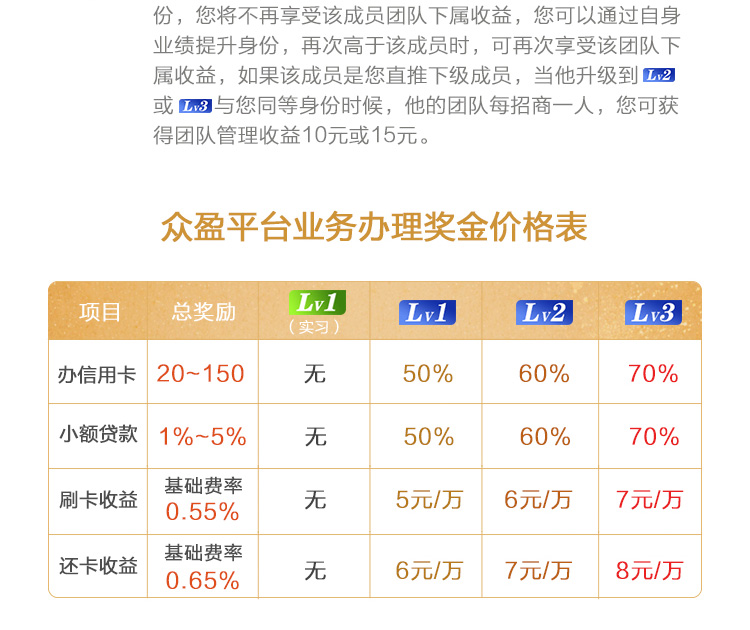 份，您将不再享受该成员团队下属收益，您可以通过自身
业绩提升身份，再次高于该成员时，可再次享受该团队下
属收益，如果该成员是您直推下级成员，当他升级到 Lv2
或 Lv3 与您同等身份时候，他的团队每招商一人，您可获
得团队管理收益10元或15元。
众盈平台业务办理奖金价格表
项目 总奖励 Lv1 （实习） Lv1 Lv2 Lv3
办信用卡 20~150 无 50% 60% 70%
小额贷款 1%~5% 无 50% 60% 70%
刷卡收益 基础费率 0.55% 无 5元/万 6元/万 7元/万
还卡收益 基础费率 0.65% 无 6元/万 7元/万 8元/万